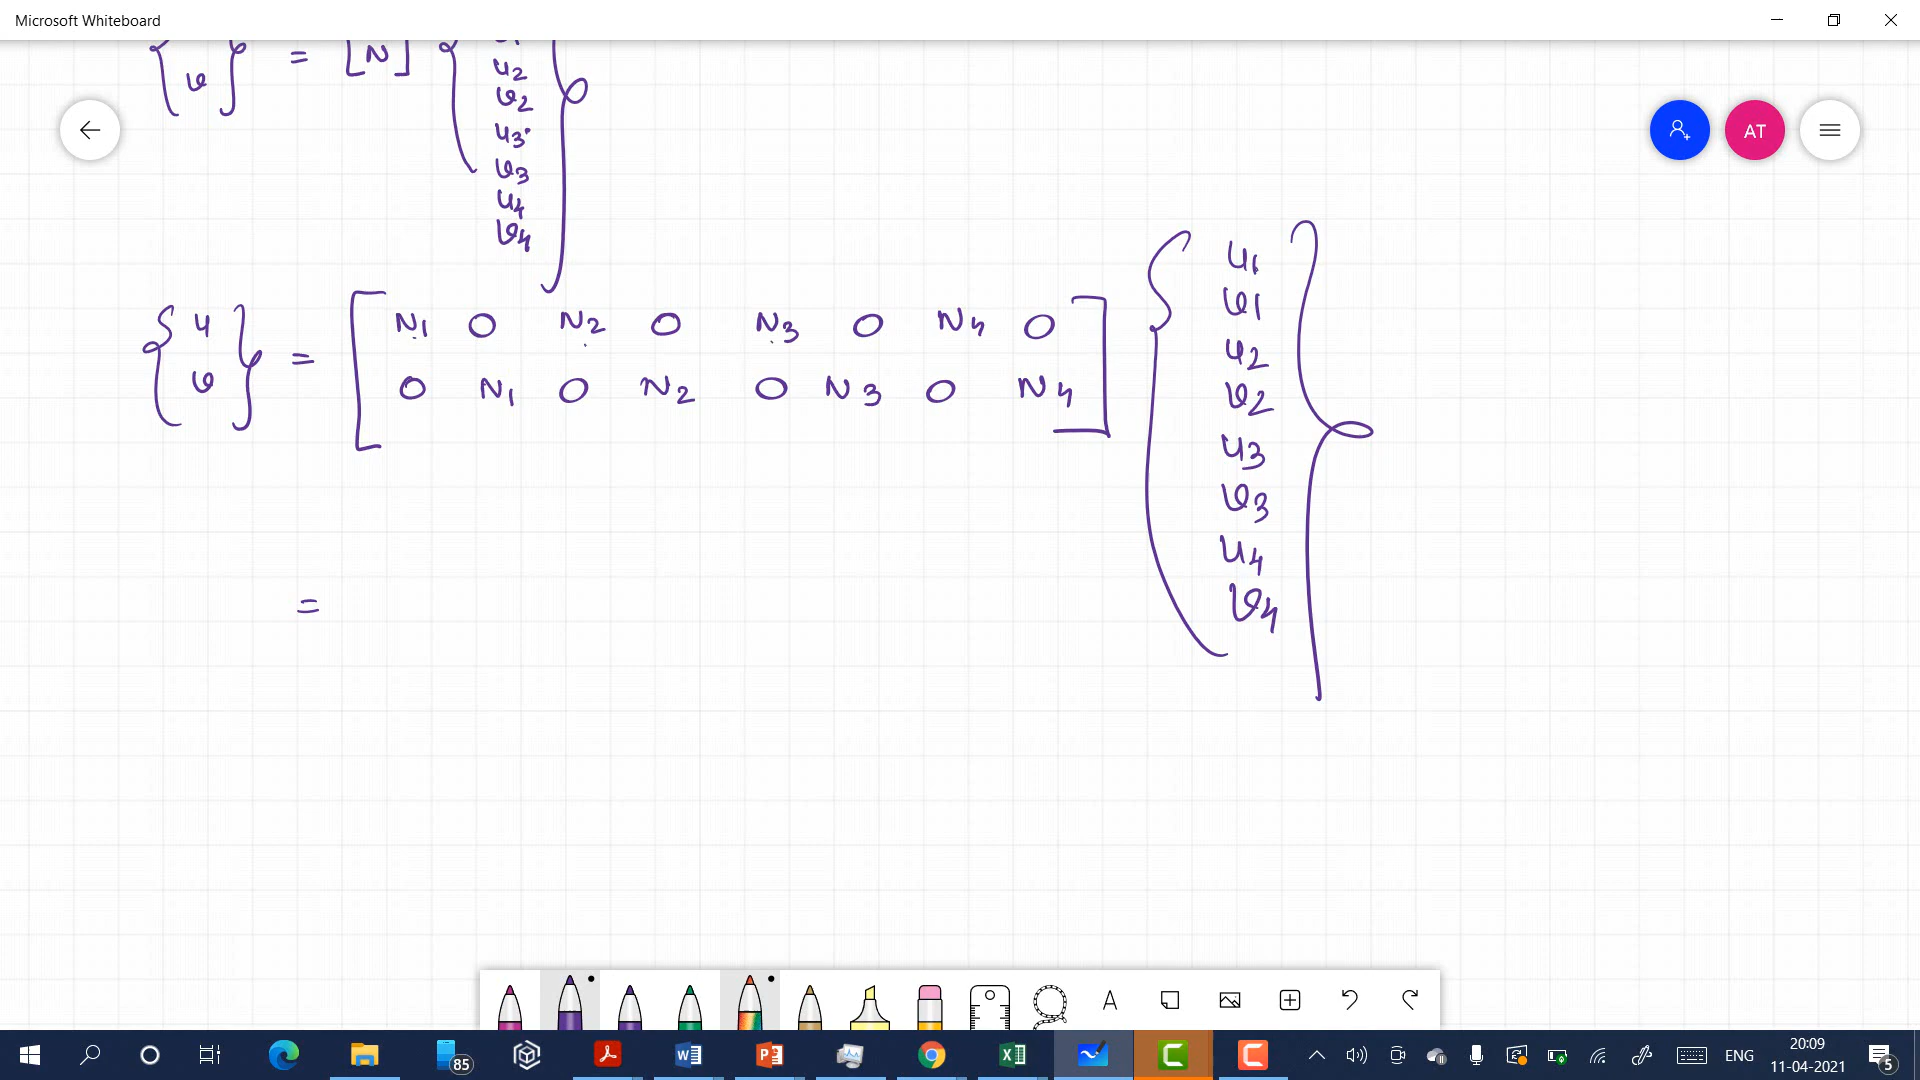 Microsoft Whiteboard
{ v } = [N] { u2
v2
u3
v3
u4
v4 }
{ u
v } = [ N1 0 N2 0 N3 0 N4 0
0 N1 0 N2 0 N3 0 N4 ] { u1
v1
u2
v2
u3
v3
u4
v4 }
=
AT
A
85
ENG
20:09
11-04-2021
5